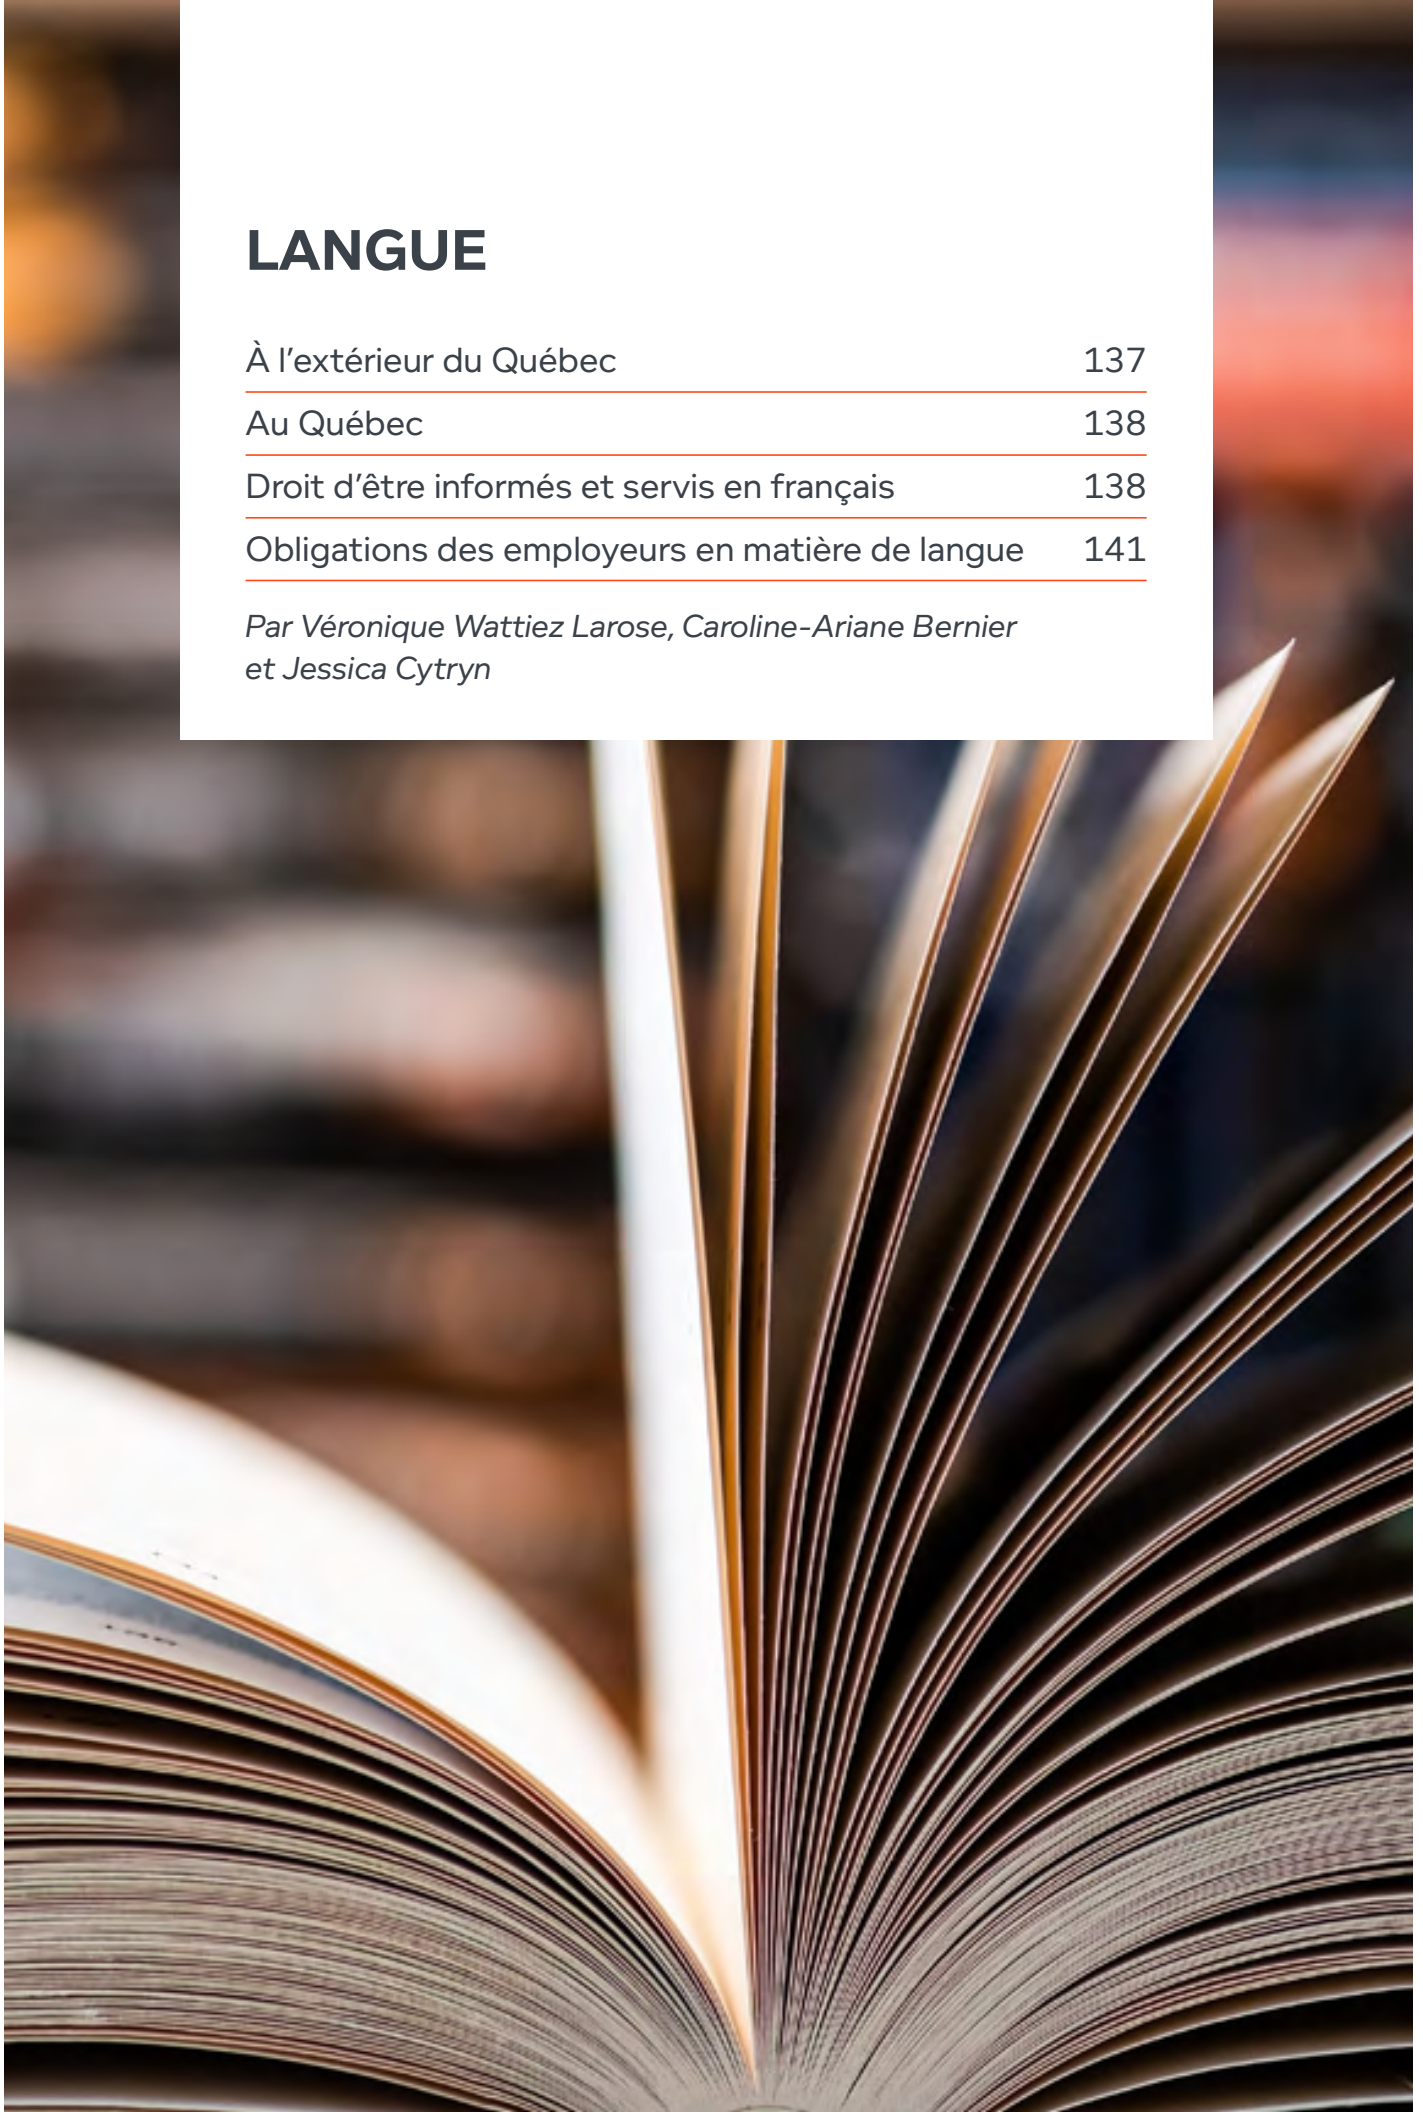 LANGUE
À l’extérieur du Québec 137
Au Québec 138
Droit d’être informés et servis en français 138
Obligations des employeurs en matière de langue 141
Par Véronique Wattiez Larose, Caroline-Ariane Bernier
et Jessica Cytryn